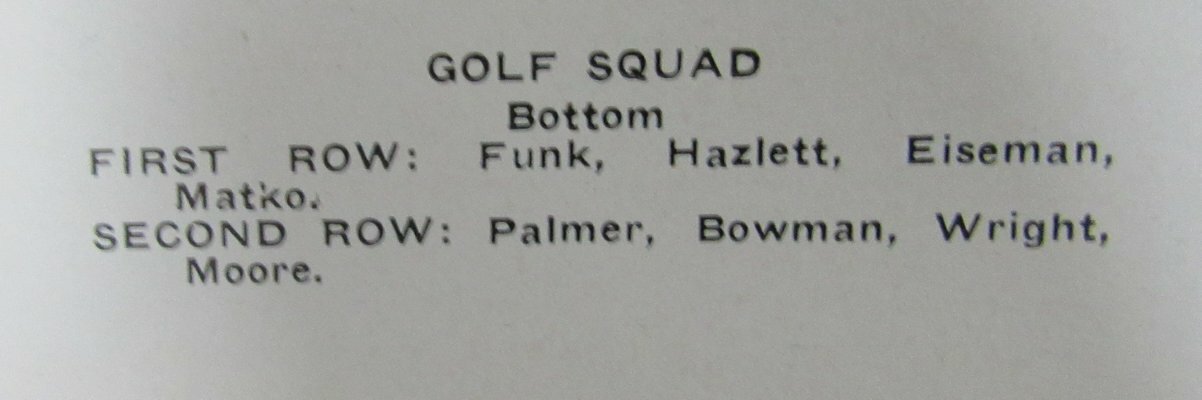 GOLF SQUAD
Bottom
FIRST ROW: Funk, Hazlett, Eiseman,
Matko.
SECOND ROW: Palmer, Bowman, Wright,
Moore.